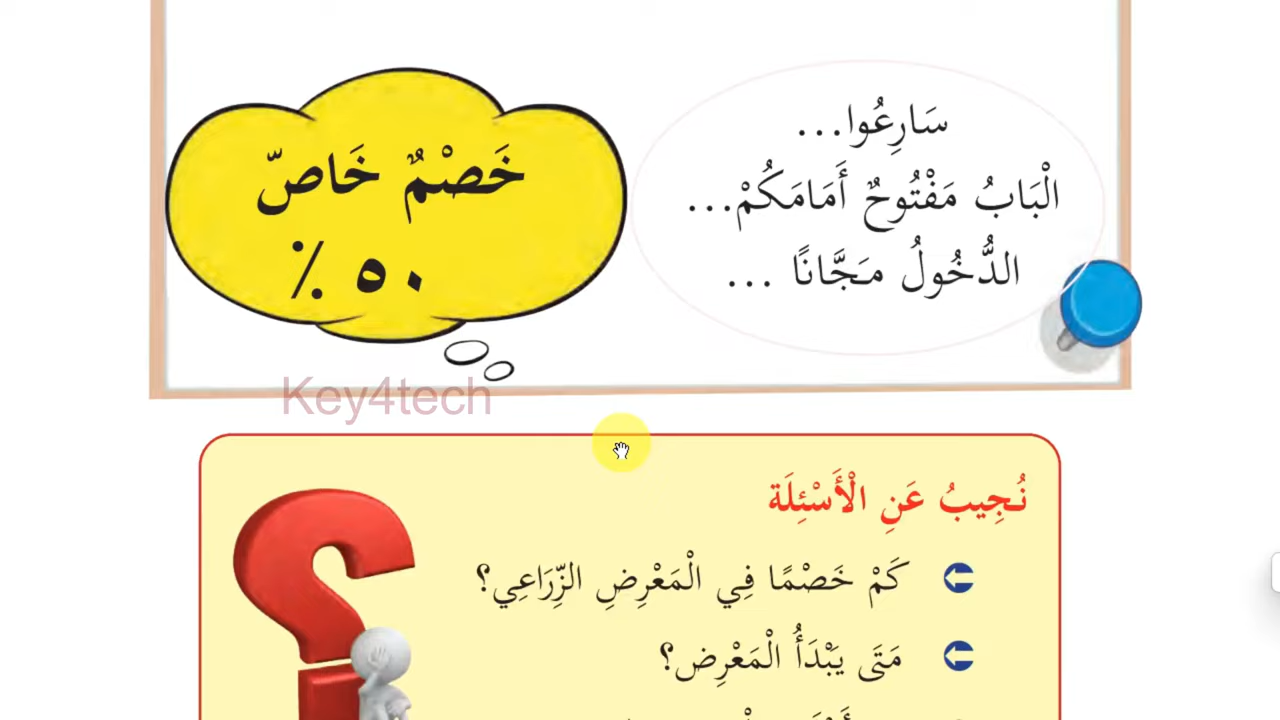 سَارِعُوا...
الْبَابُ مَفْتُوحٌ أَمَامَكُمْ...
الدُّخُولُ مَجَّانًا ...
خَصْمٌ خَاصّ
٥٠ ٪
Key4tech
نُجِيبُ عَنِ الْأَسْئِلَة
كَمْ خَصْمًا فِي الْمَعْرِضِ الزِّرَاعِي؟
مَتَى يَبْدَأُ الْمَعْرِض؟